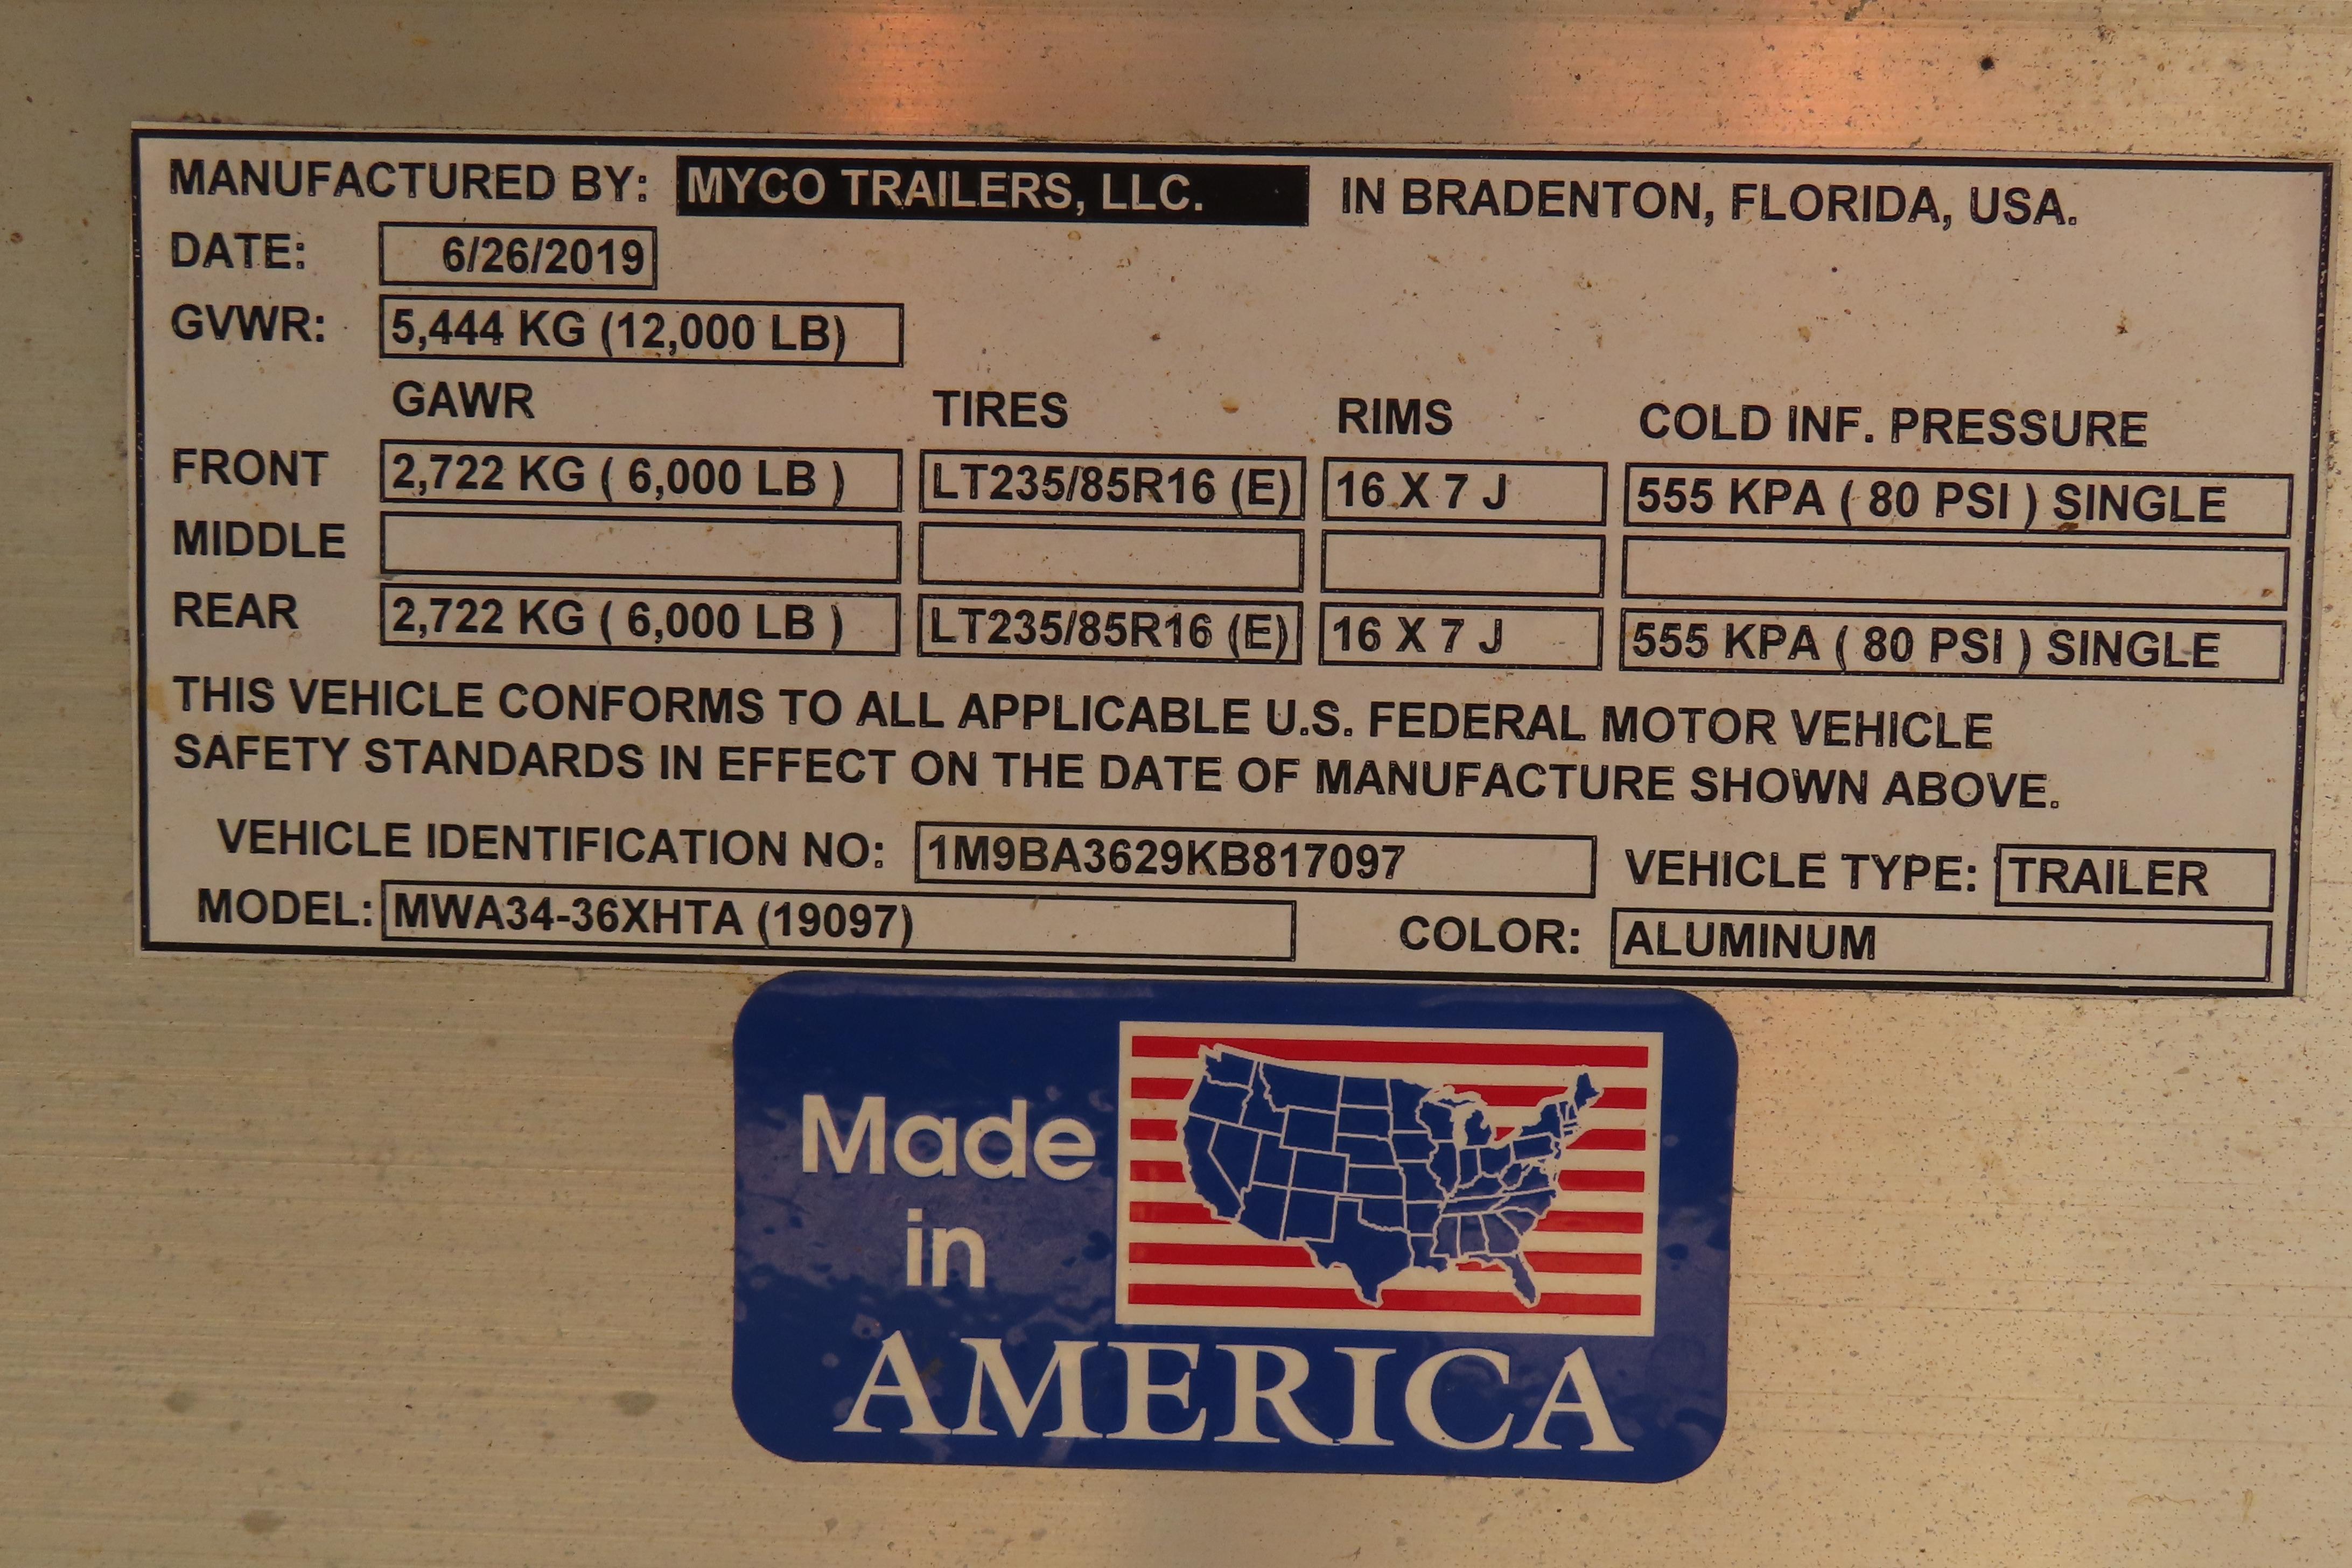 MANUFACTURED BY: MYCO TRAILERS, LLC. IN BRADENTON, FLORIDA, USA.
DATE: 6/26/2019
GVWR: 5,444 KG (12,000 LB)
GAWR TIRES RIMS COLD INF. PRESSURE
FRONT 2,722 KG ( 6,000 LB ) LT235/85R16 (E) 16 X 7 J 555 KPA ( 80 PSI ) SINGLE
MIDDLE
REAR 2,722 KG ( 6,000 LB ) LT235/85R16 (E) 16 X 7 J 555 KPA ( 80 PSI ) SINGLE
THIS VEHICLE CONFORMS TO ALL APPLICABLE U.S. FEDERAL MOTOR VEHICLE
SAFETY STANDARDS IN EFFECT ON THE DATE OF MANUFACTURE SHOWN ABOVE.
VEHICLE IDENTIFICATION NO: 1M9BA3629KB817097 VEHICLE TYPE: TRAILER
MODEL: MWA34-36XHTA (19097) COLOR: ALUMINUM
Made
in
AMERICA